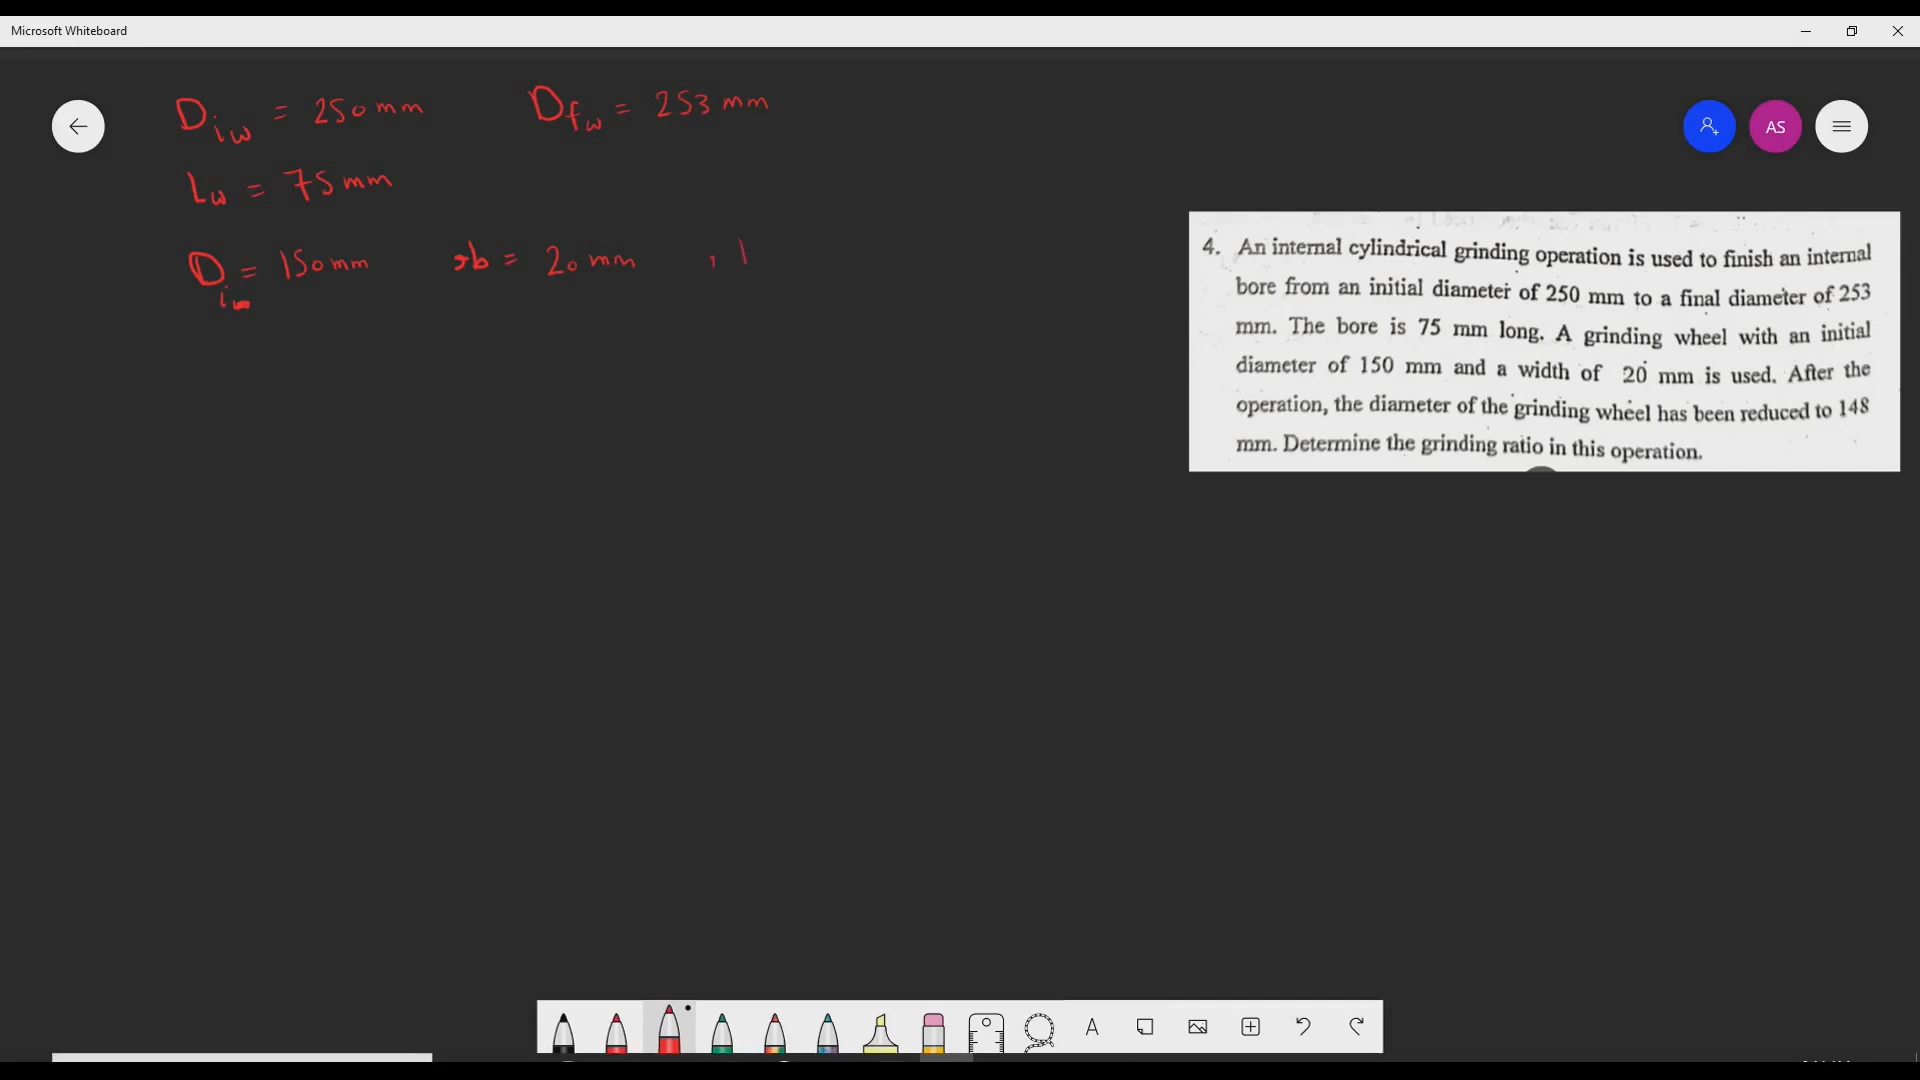 Microsoft Whiteboard
D_iw = 250 mm D_fw = 253 mm
L_w = 75 mm
AS
D_i = 150 mm b = 20 mm ,
4. An internal cylindrical grinding operation is used to finish an internal
bore from an initial diameter of 250 mm to a final diameter of 253
mm. The bore is 75 mm long. A grinding wheel with an initial
diameter of 150 mm and a width of 20 mm is used. After the
operation, the diameter of the grinding wheel has been reduced to 148
mm. Determine the grinding ratio in this operation.
A